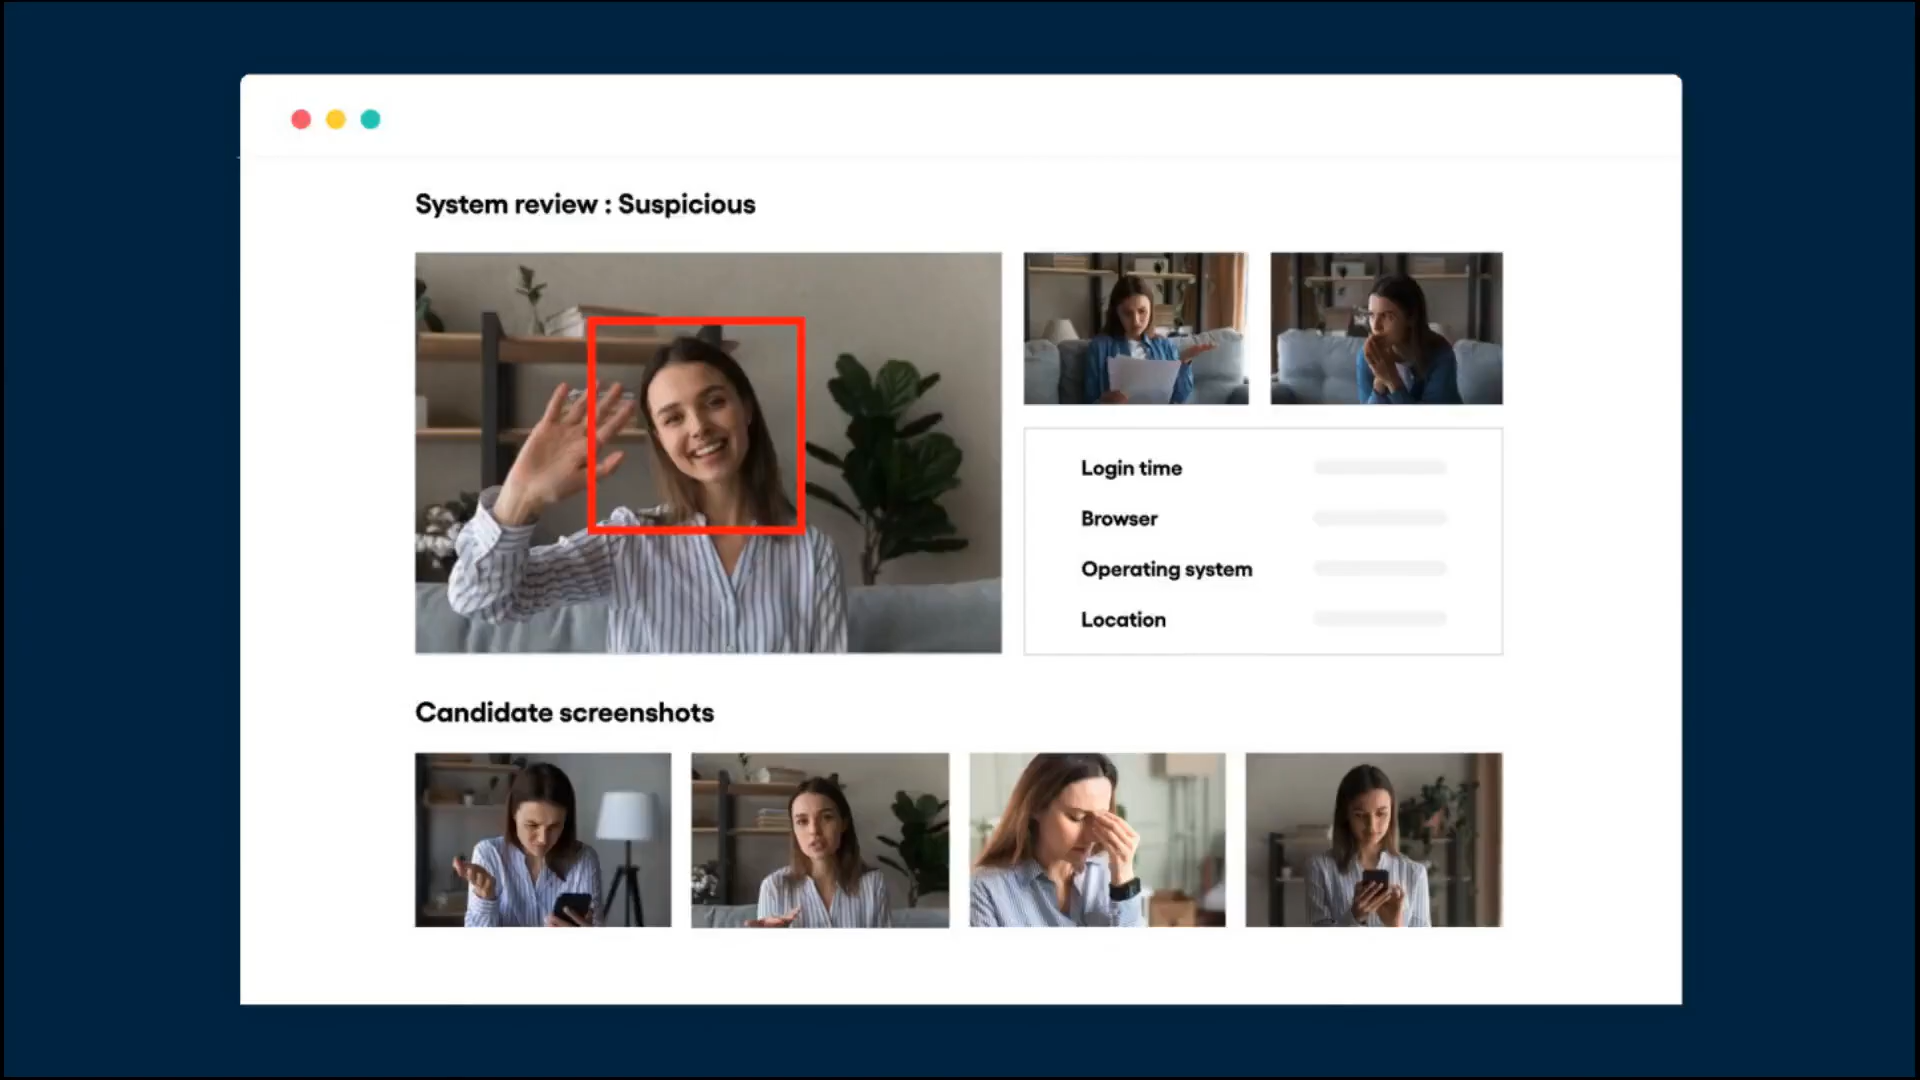 System review : Suspicious
Login time
Browser
Operating system
Location
Candidate screenshots